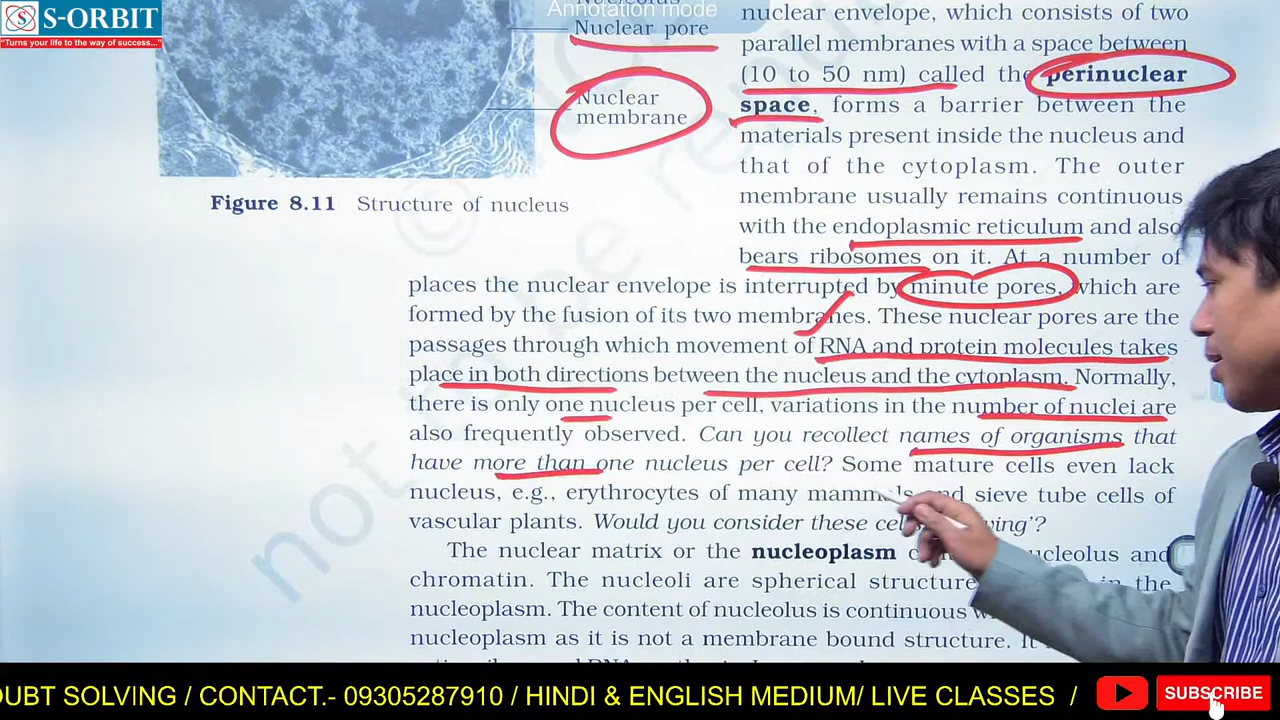 S-ORBIT
"Turns your life to the way of success..."
Annotation mode
Nuclear pore
Nuclear
membrane
Figure 8.11 Structure of nucleus
nuclear envelope, which consists of two
parallel membranes with a space between
(10 to 50 nm) called the perinuclear
space, forms a barrier between the
materials present inside the nucleus and
that of the cytoplasm. The outer
membrane usually remains continuous
with the endoplasmic reticulum and also
bears ribosomes on it. At a number of
places the nuclear envelope is interrupted by minute pores, which are
formed by the fusion of its two membranes. These nuclear pores are the
passages through which movement of RNA and protein molecules takes
place in both directions between the nucleus and the cytoplasm. Normally,
there is only one nucleus per cell, variations in the number of nuclei are
also frequently observed. Can you recollect names of organisms that
have more than one nucleus per cell? Some mature cells even lack
nucleus, e.g., erythrocytes of many mammals and sieve tube cells of
vascular plants. Would you consider these
The nuclear matrix or the nucleoplasm nucleolus and
chromatin. The nucleoli are spherical in the
nucleoplasm. The content of nucleolus is continuous
nucleoplasm as it is not a membrane bound structure. It
not
OUBT SOLVING / CONTACT.- 09305287910 / HINDI & ENGLISH MEDIUM/ LIVE CLASSES /
SUBSCRIBE